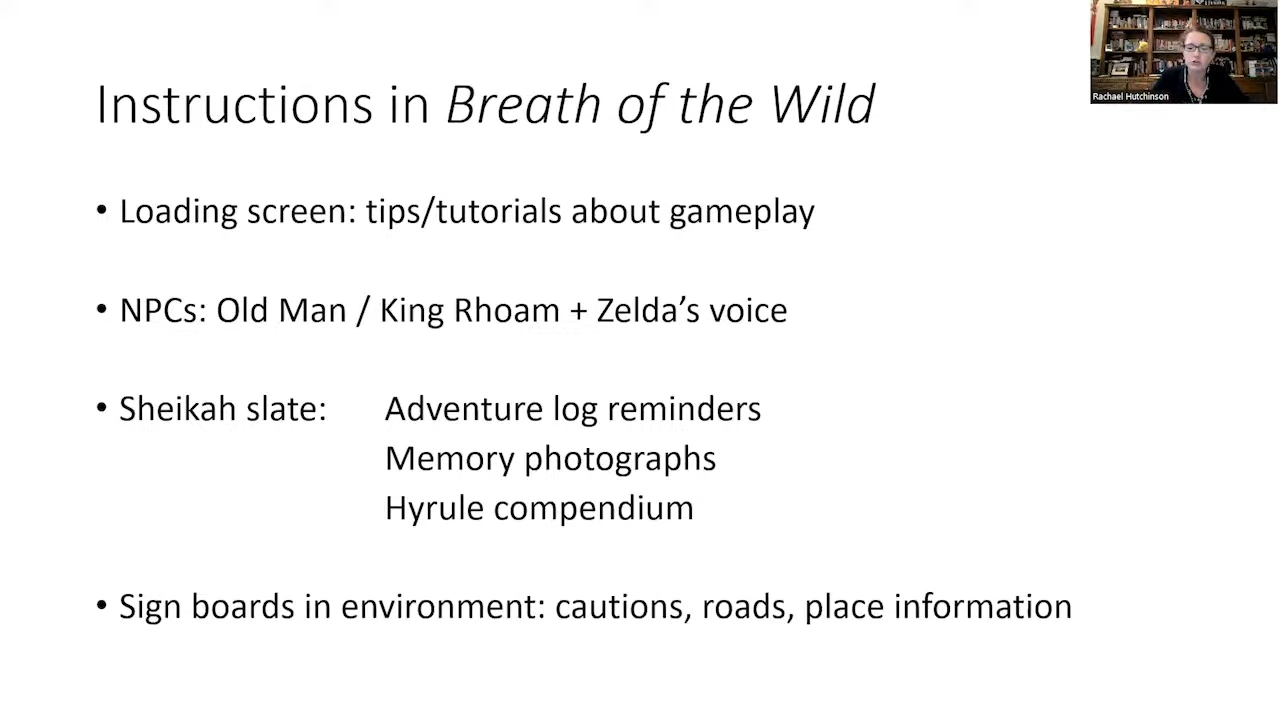 Instructions in Breath of the Wild
Rachael Hutchinson
• Loading screen: tips/tutorials about gameplay
• NPCs: Old Man / King Rhoam + Zelda’s voice
• Sheikah slate: Adventure log reminders
Memory photographs
Hyrule compendium
• Sign boards in environment: cautions, roads, place information